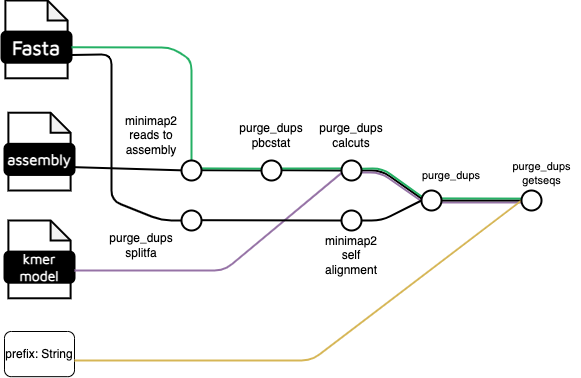 Fasta
minimap2
reads to
assembly
purge_dups
pbcstat
purge_dups
calcuts
assembly
purge_dups
purge_dups
getseqs
purge_dups
splitfa
minimap2
self
alignment
kmer
model
prefix: String